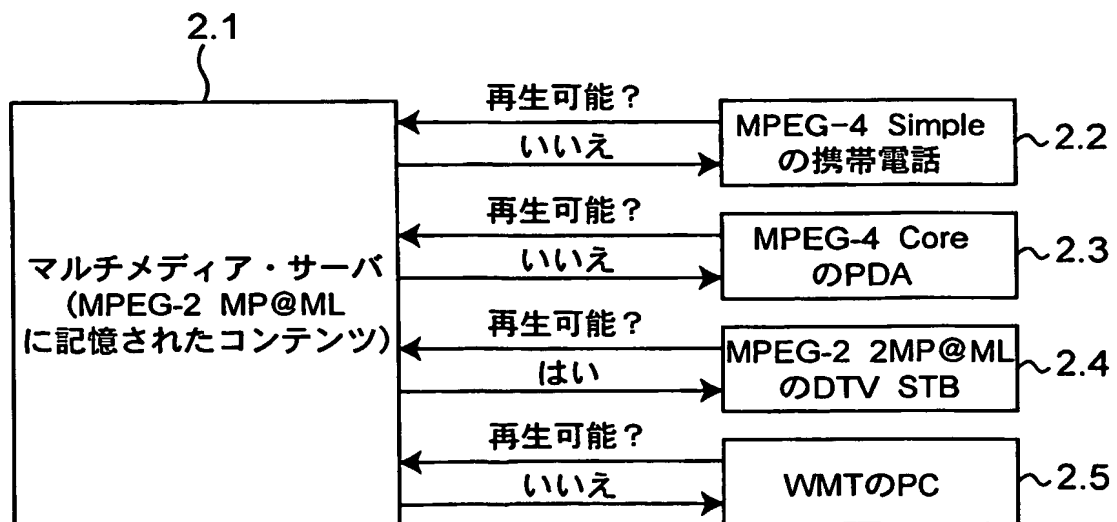 2.1
再生可能？
いいえ
MPEG-4 Simple
の携帯電話
2.2
再生可能？
いいえ
MPEG-4 Core
のPDA
2.3
マルチメディア・サーバ
(MPEG-2 MP@ML
に記憶されたコンテンツ)
再生可能？
はい
MPEG-2 2MP@ML
のDTV STB
2.4
再生可能？
いいえ
WMTのPC
2.5